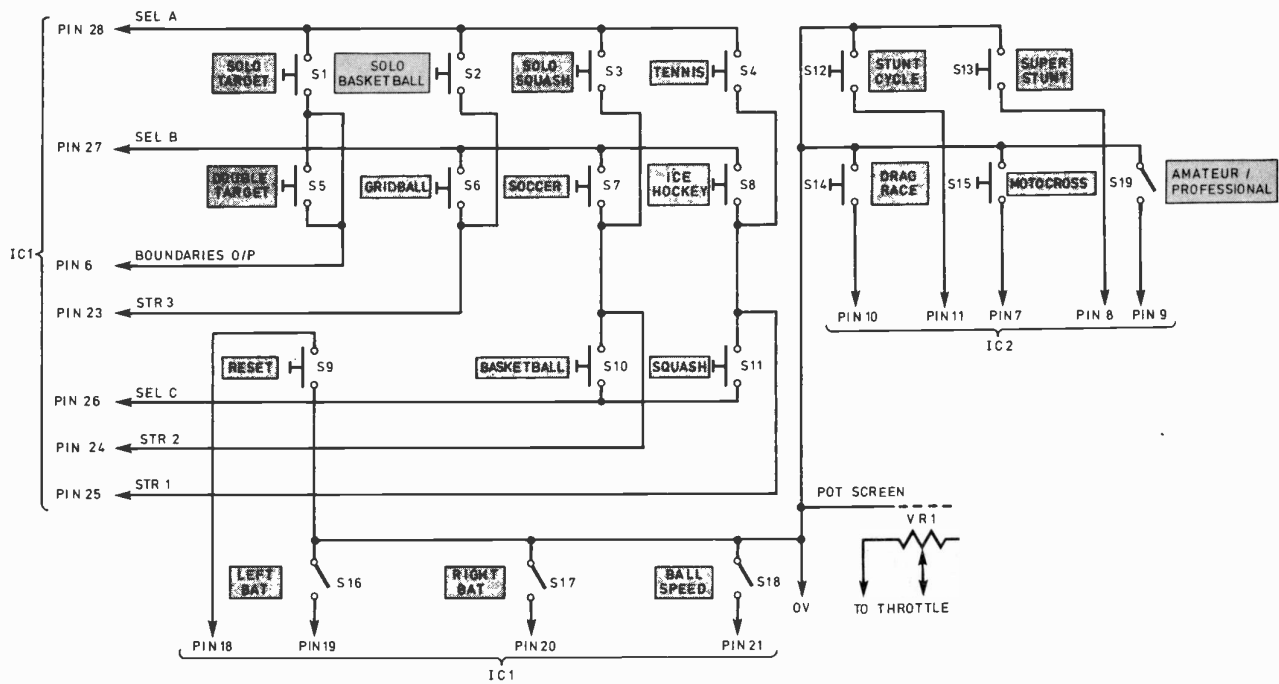 SEL A
PIN 28
SOLO
TARGET
S1
SOLO
BASKETBALL
S2
SOLO
SQUASH
S3
TENNIS
S4
S12
STUNT
CYCLE
S13
SUPER
STUNT
SEL B
PIN 27
DOUBLE
TARGET
S5
GRIDBALL
S6
SOCCER
S7
ICE
HOCKEY
S8
S14
DRAG
RACE
S15
MOTOCROSS
S19
AMATEUR /
PROFESSIONAL
IC1
PIN 6
BOUNDARIES O/P
PIN 23
STR 3
PIN 10
PIN 11
PIN 7
PIN 8
PIN 9
IC2
RESET
S9
BASKETBALL
S10
SQUASH
S11
PIN 26
SEL C
PIN 24
STR 2
PIN 25
STR 1
POT SCREEN
VR1
LEFT
BAT
S16
RIGHT
BAT
S17
BALL
SPEED
S18
0V
TO THROTTLE
PIN 18
PIN 19
PIN 20
PIN 21
IC1